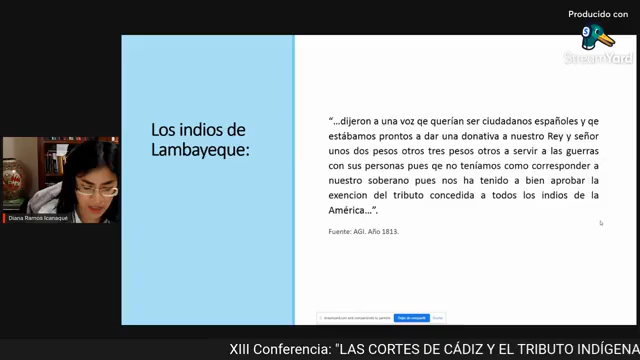 Producido con
StreamYard
Los indios de
Lambayeque:
“…dijeron a una voz qe querían ser ciudadanos españoles y qe
estábamos prontos a dar una donativa a nuestro Rey y señor
unos dos pesos otros tres pesos otros a servir a las guerras
con sus personas pues qe no teníamos como corresponder a
nuestro soberano pues nos ha tenido a bien aprobar la
exencion del tributo concedida a todos los indios de la
América…”.
Fuente: AGI. Año 1813.
Diana Ramos Icanaqué
XIII Conferencia: "LAS CORTES DE CÁDIZ Y EL TRIBUTO INDÍGENA